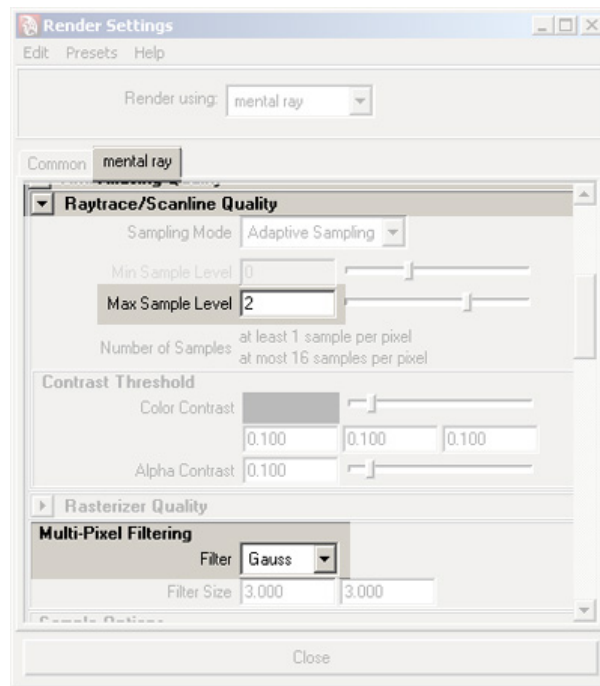 Render Settings
Edit Presets Help
Render using: mental ray
Common mental ray
Raytrace/Scanline Quality
Sampling Mode Adaptive Sampling
Min Sample Level 0
Max Sample Level 2
Number of Samples at least 1 sample per pixel
at most 16 samples per pixel
Contrast Threshold
Color Contrast
0.100 0.100 0.100
Alpha Contrast 0.100
Rasterizer Quality
Multi-Pixel Filtering
Filter Gauss
Filter Size 3.000 3.000
Close